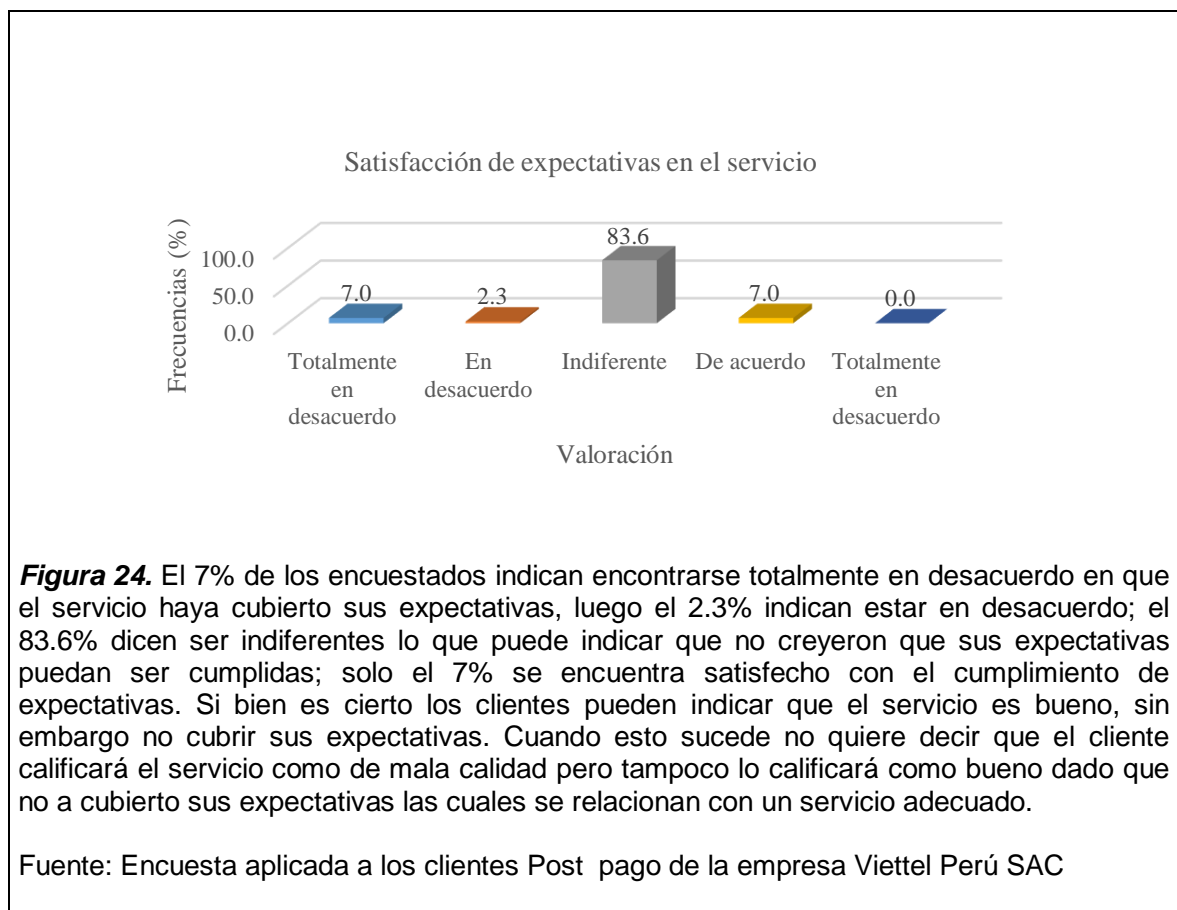 Satisfacción de expectativas en el servicio
Frecuencias (%)
100.0
50.0
0.0
7.0
2.3
83.6
7.0
0.0
Totalmente
en
desacuerdo
En
desacuerdo
Indiferente
De acuerdo
Totalmente
en
desacuerdo
Valoración
Figura 24. El 7% de los encuestados indican encontrarse totalmente en desacuerdo en que
el servicio haya cubierto sus expectativas, luego el 2.3% indican estar en desacuerdo; el
83.6% dicen ser indiferentes lo que puede indicar que no creyeron que sus expectativas
puedan ser cumplidas; solo el 7% se encuentra satisfecho con el cumplimiento de
expectativas. Si bien es cierto los clientes pueden indicar que el servicio es bueno, sin
embargo no cubrir sus expectativas. Cuando esto sucede no quiere decir que el cliente
calificará el servicio como de mala calidad pero tampoco lo calificará como bueno dado que
no a cubierto sus expectativas las cuales se relacionan con un servicio adecuado.
Fuente: Encuesta aplicada a los clientes Post pago de la empresa Viettel Perú SAC